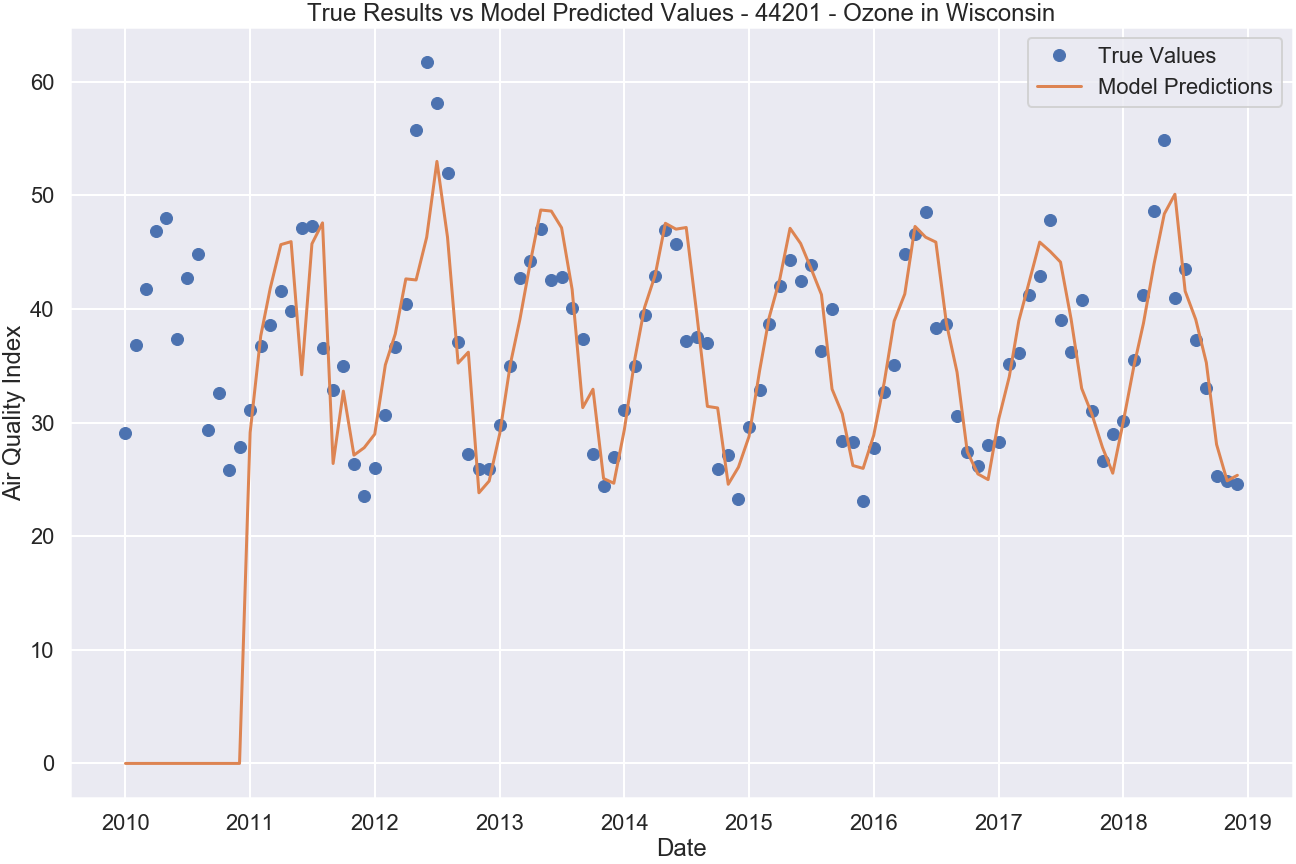 True Results vs Model Predicted Values - 44201 - Ozone in Wisconsin
True Values
Model Predictions
60
50
40
30
20
10
0
Air Quality Index
2010 2011 2012 2013 2014 2015 2016 2017 2018 2019
Date